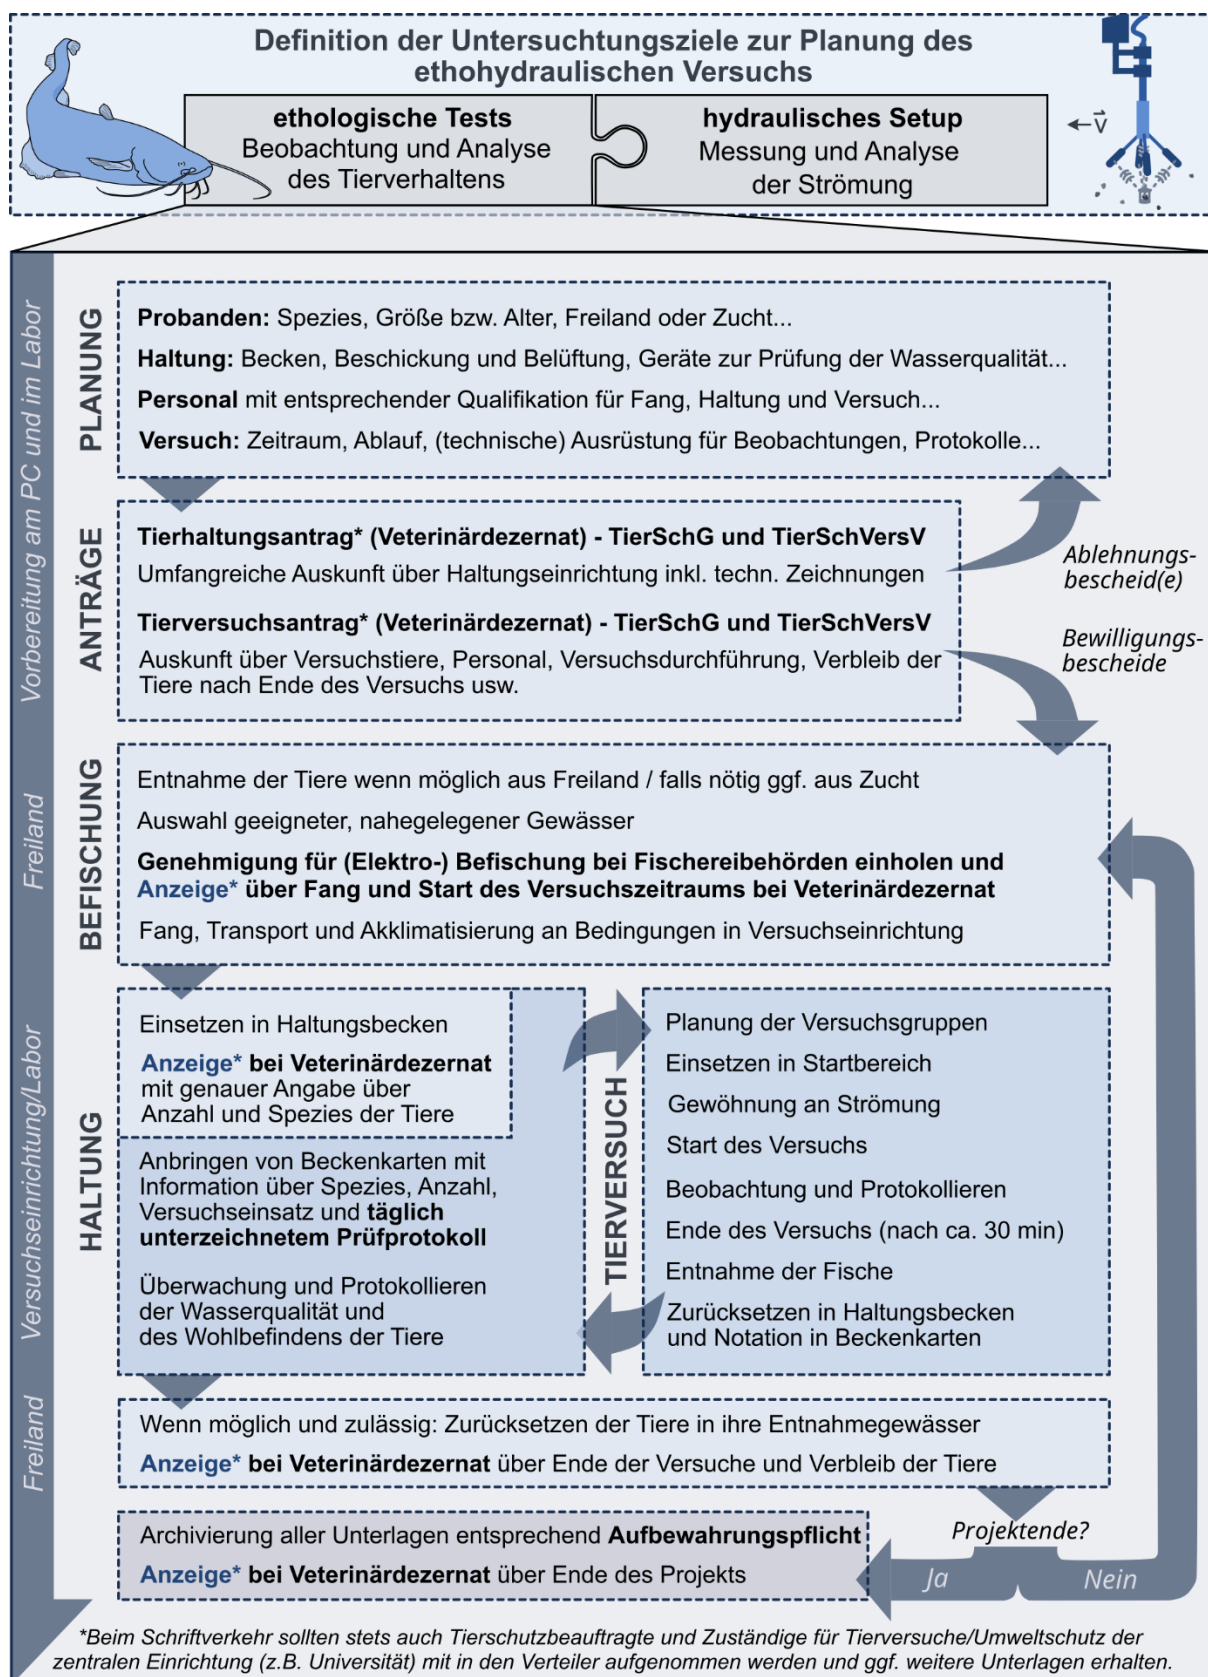 Definition der Untersuchtungsziele zur Planung des
ethohydraulischen Versuchs
ethologische Tests
Beobachtung und Analyse
des Tierverhaltens
hydraulisches Setup
Messung und Analyse
der Strömung
v
Vorbereitung am PC und im Labor
PLANUNG
Probanden: Spezies, Größe bzw. Alter, Freiland oder Zucht...
Haltung: Becken, Beschickung und Belüftung, Geräte zur Prüfung der Wasserqualität...
Personal mit entsprechender Qualifikation für Fang, Haltung und Versuch...
Versuch: Zeitraum, Ablauf, (technische) Ausrüstung für Beobachtungen, Protokolle...
ANTRÄGE
Tierhaltungsantrag* (Veterinärdezernat) - TierSchG und TierSchVersV
Umfangreiche Auskunft über Haltungseinrichtung inkl. techn. Zeichnungen
Tierversuchsantrag* (Veterinärdezernat) - TierSchG und TierSchVersV
Auskunft über Versuchstiere, Personal, Versuchsdurchführung, Verbleib der
Tiere nach Ende des Versuchs usw.
Ablehnungs-
bescheid(e)
Bewilligungs-
bescheide
Freiland
BEFISCHUNG
Entnahme der Tiere wenn möglich aus Freiland / falls nötig ggf. aus Zucht
Auswahl geeigneter, nahegelegener Gewässer
Genehmigung für (Elektro-) Befischung bei Fischereibehörden einholen und
Anzeige* über Fang und Start des Versuchszeitraums bei Veterinärdezernat
Fang, Transport und Akklimatisierung an Bedingungen in Versuchseinrichtung
Versuchseinrichtung/Labor
HALTUNG
Einsetzen in Haltungsbecken
Anzeige* bei Veterinärdezernat
mit genauer Angabe über
Anzahl und Spezies der Tiere
Anbringen von Beckenkarten mit
Information über Spezies, Anzahl,
Versuchseinsatz und täglich
unterzeichnetem Prüfprotokoll
Überwachung und Protokollieren
der Wasserqualität und
des Wohlbefindens der Tiere
TIERVERSUCH
Planung der Versuchsgruppen
Einsetzen in Startbereich
Gewöhnung an Strömung
Start des Versuchs
Beobachtung und Protokollieren
Ende des Versuchs (nach ca. 30 min)
Entnahme der Fische
Zurücksetzen in Haltungsbecken
und Notation in Beckenkarten
Freiland
Wenn möglich und zulässig: Zurücksetzen der Tiere in ihre Entnahmegewässer
Anzeige* bei Veterinärdezernat über Ende der Versuche und Verbleib der Tiere
Projektende?
Ja
Nein
Archivierung aller Unterlagen entsprechend Aufbewahrungspflicht
Anzeige* bei Veterinärdezernat über Ende des Projekts
*Beim Schriftverkehr sollten stets auch Tierschutzbeauftragte und Zuständige für Tierversuche/Umweltschutz der
zentralen Einrichtung (z.B. Universität) mit in den Verteiler aufgenommen werden und ggf. weitere Unterlagen erhalten.